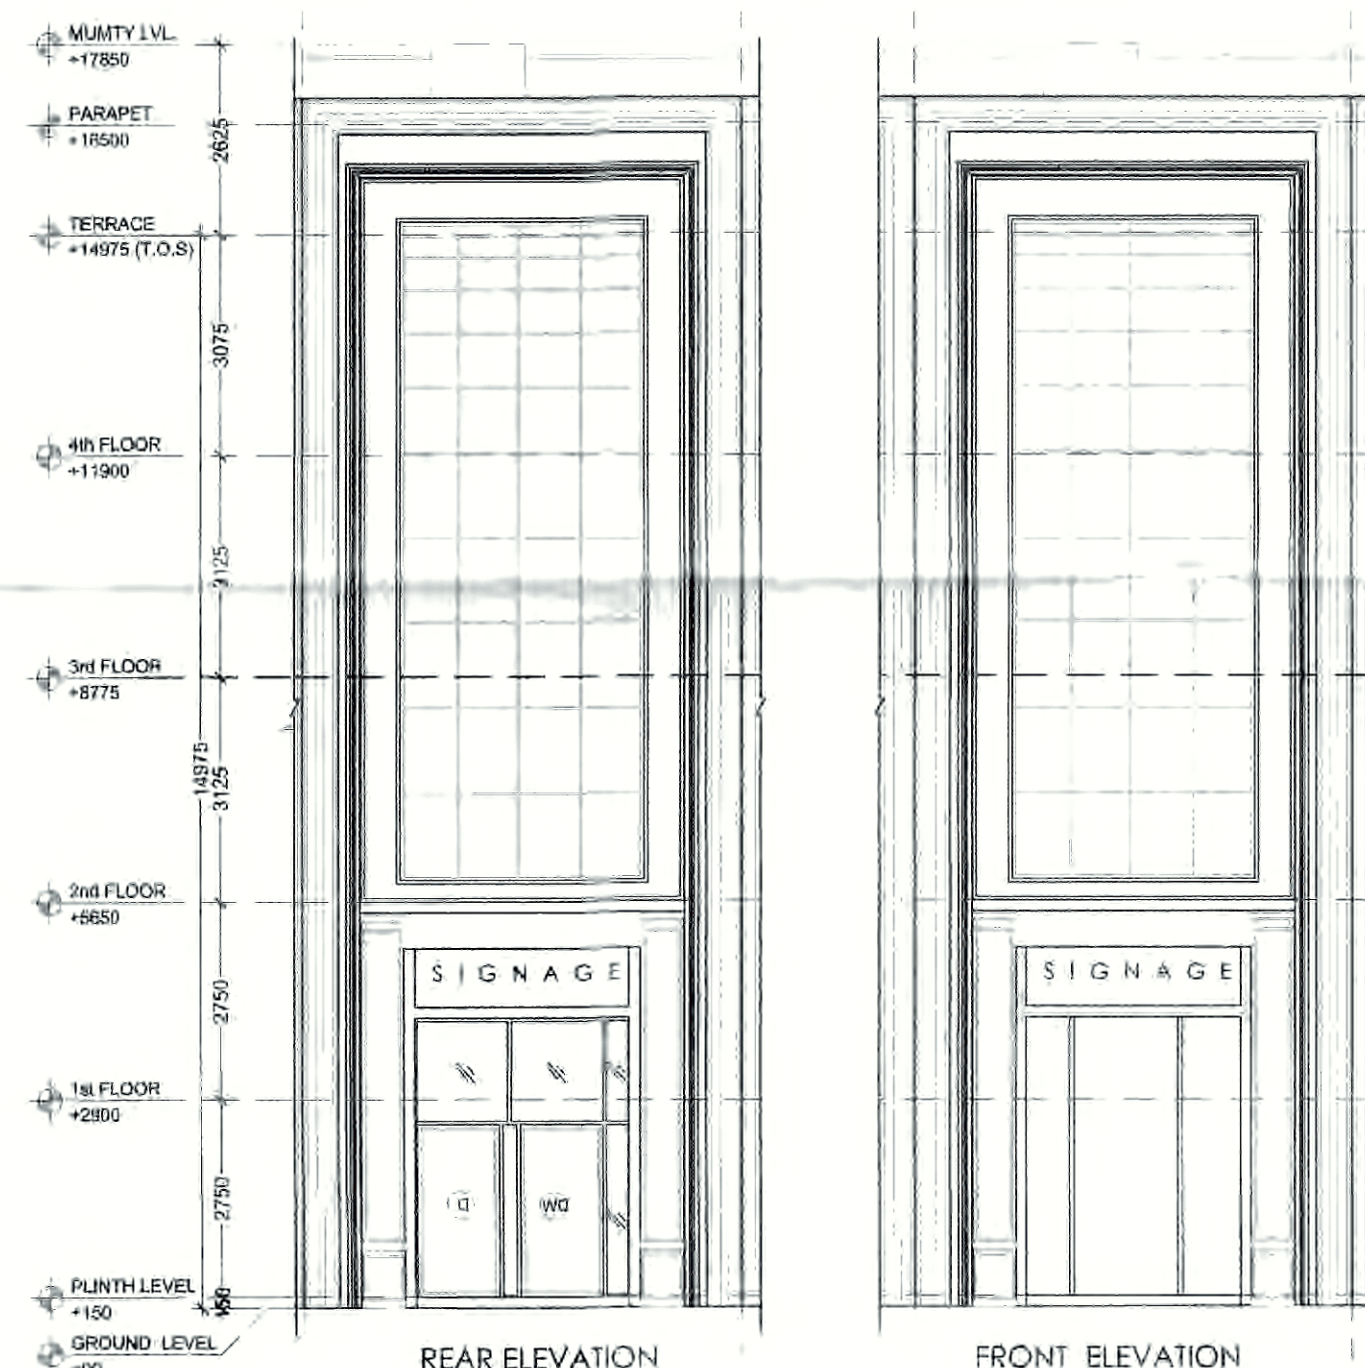 MUMTY LVL.
+17850
PARAPET
+16500
2625
TERRACE
+14975 (T.O.S)
3075
4th FLOOR
+11900
3125
3rd FLOOR
+8775
14975
3125
2nd FLOOR
+5650
2750
SIGNAGE
SIGNAGE
1st FLOOR
+2900
2750
PLINTH LEVEL
+150
150
GROUND LEVEL
REAR ELEVATION
FRONT ELEVATION